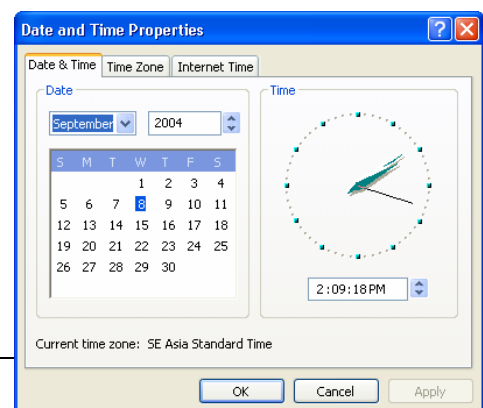 Date and Time Properties
Date & Time Time Zone Internet Time
Date
September 2004
S M T W T F S
1 2 3 4
5 6 7 8 9 10 11
12 13 14 15 16 17 18
19 20 21 22 23 24 25
26 27 28 29 30
Time
2:09:18 PM
Current time zone: SE Asia Standard Time
OK Cancel Apply